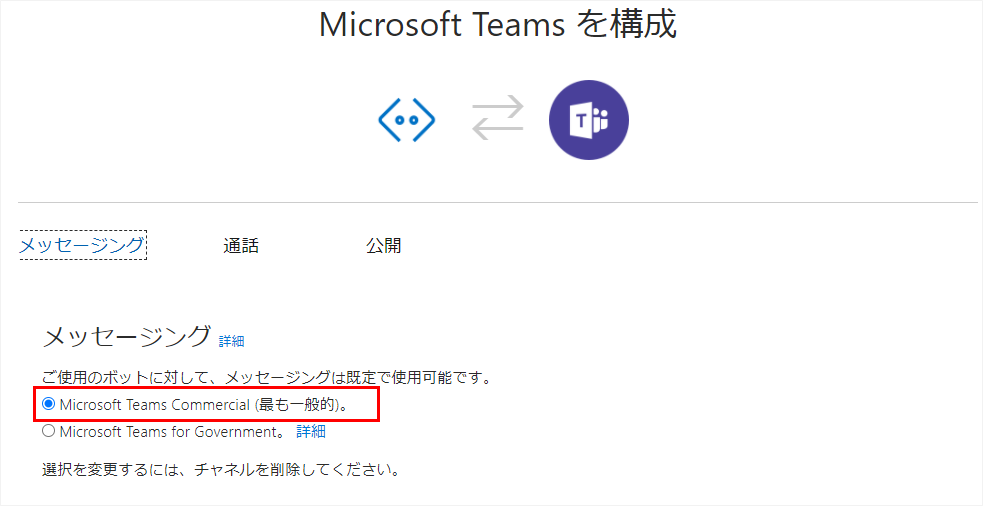 Microsoft Teams を構成
メッセージング 通話 公開
メッセージング 詳細
ご使用のボットに対して、メッセージングは既定で使用可能です。
Microsoft Teams Commercial (最も一般的)。
Microsoft Teams for Government。 詳細
選択を変更するには、チャネルを削除してください。